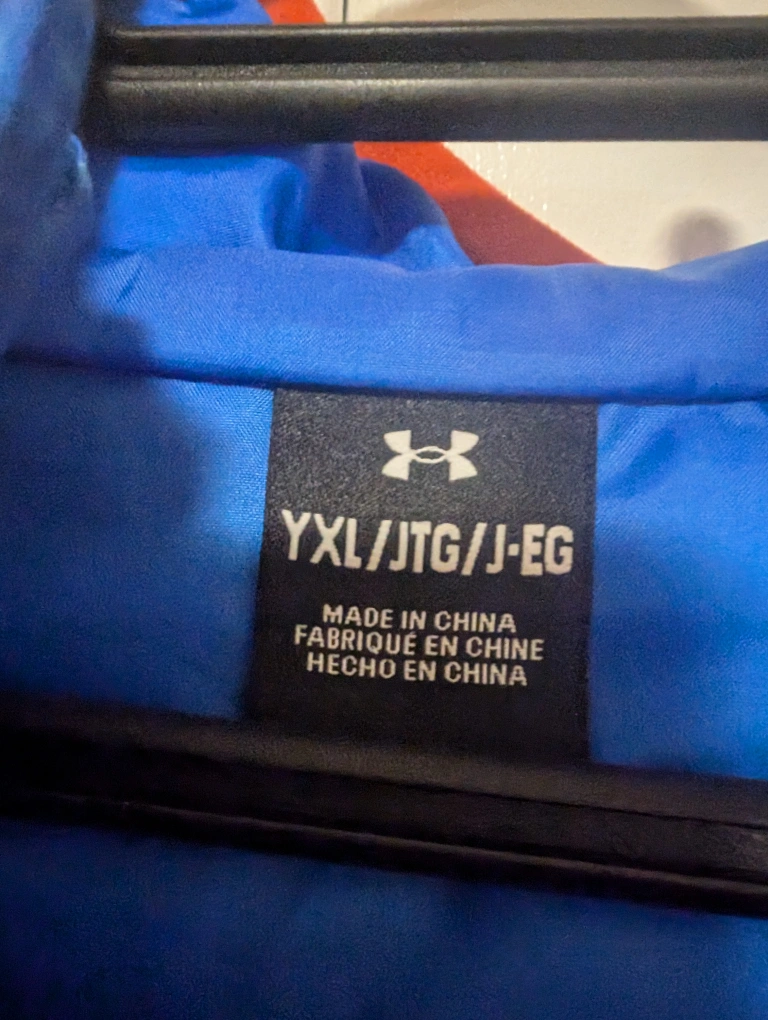 YXL/JTG/J·EG
MADE IN CHINA
FABRIQUÉ EN CHINE
HECHO EN CHINA